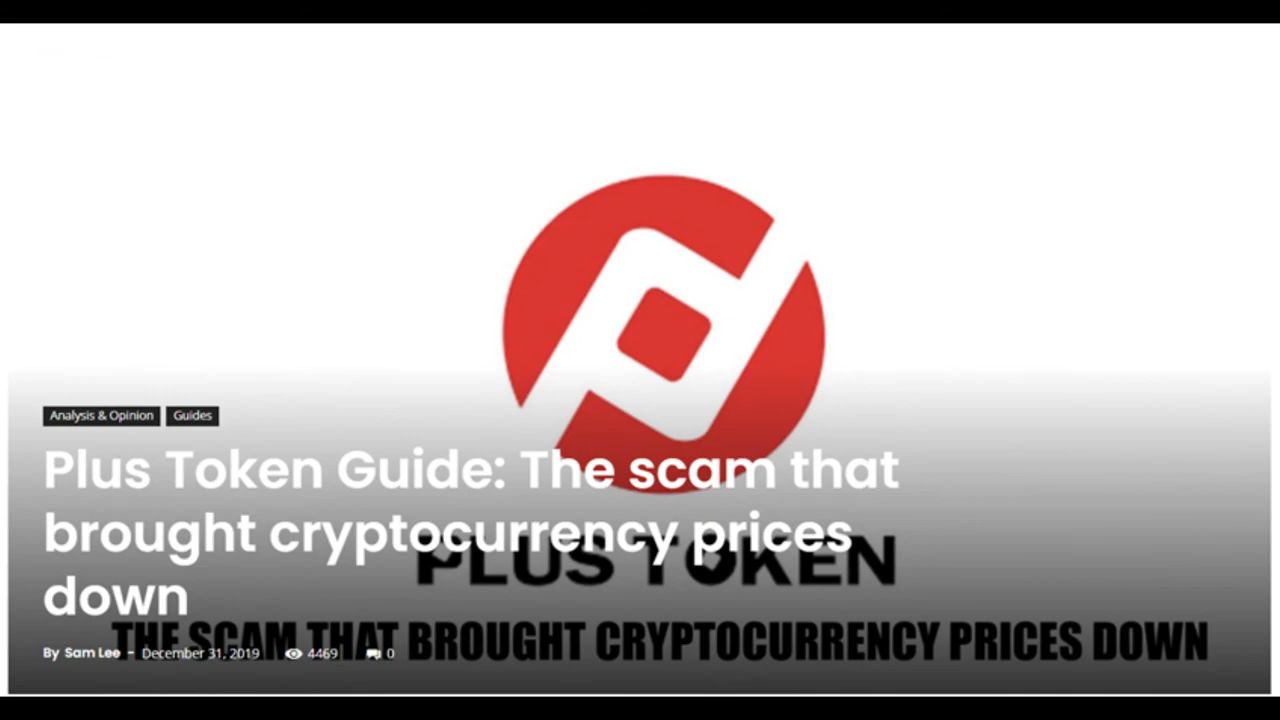 Analysis & Opinion Guides
Plus Token Guide: The scam that
brought cryptocurrency prices
down
PLUS TOKEN
THE SCAM THAT BROUGHT CRYPTOCURRENCY PRICES DOWN
By Sam Lee - December 31, 2019 4469 0